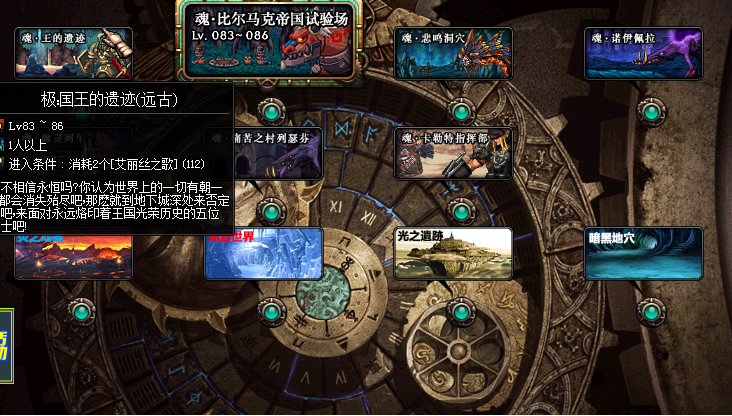 魂·王的遗迹
魂·比尔马克帝国试验场
Lv. 083~086
魂·悲鸣洞穴
魂·诺伊佩拉
极.国王的遗迹(远古)
Lv83 ~ 86
1人以上
进入条件：消耗2个[艾丽丝之歌] (112)
不相信永恒吗?你认为世界上的一切有朝一
都会消失殆尽吧,那麽就到地下城深处来否定
吧,来面对永远烙印着王国光荣历史的五位
士吧!
痛苦之村列瑟芬
魂·卡勒特指挥部
世界
光之遺跡
暗黑地穴